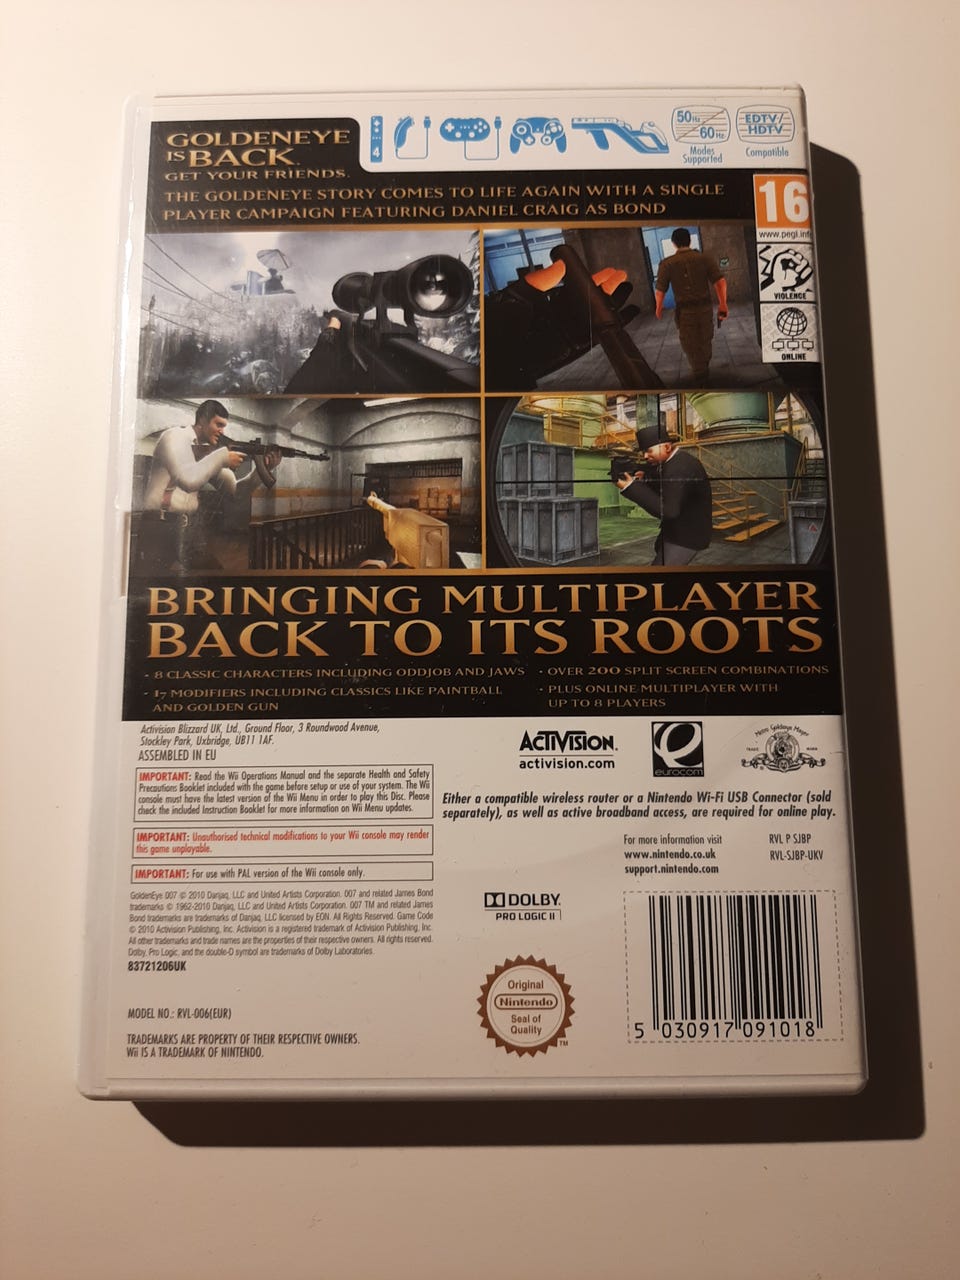 GOLDENEYE
IS BACK.
GET YOUR FRIENDS.
4
50Hz
60Hz
Modes
Supported
EDTV/
HDTV
Compatible
THE GOLDENEYE STORY COMES TO LIFE AGAIN WITH A SINGLE
PLAYER CAMPAIGN FEATURING DANIEL CRAIG AS BOND
16
www.pegi.info
VIOLENCE
ONLINE
BRINGING MULTIPLAYER
BACK TO ITS ROOTS
• 8 CLASSIC CHARACTERS INCLUDING ODDJOB AND JAWS
• 17 MODIFIERS INCLUDING CLASSICS LIKE PAINTBALL
AND GOLDEN GUN
• OVER 200 SPLIT SCREEN COMBINATIONS
• PLUS ONLINE MULTIPLAYER WITH
UP TO 8 PLAYERS
Activision Blizzard UK, Ltd., Ground Floor, 3 Roundwood Avenue,
Stockley Park, Uxbridge, UB11 1AF.
ASSEMBLED IN EU
IMPORTANT: Read the Wii Operations Manual and the separate Health and Safety
Precautions Booklet included with the game before setup or use of your system. The Wii
console must have the latest version of the Wii Menu in order to play this Disc. Please
check the included Instruction Booklet for more information on Wii Menu updates.
IMPORTANT: Unauthorised technical modifications to your Wii console may render
this game unplayable.
IMPORTANT: For use with PAL version of the Wii console only.
GoldenEye 007 © 2010 Danjaq, LLC and United Artists Corporation. 007 and related James Bond
trademarks © 1962-2010 Danjaq, LLC and United Artists Corporation. 007 TM and related James
Bond trademarks are trademarks of Danjaq, LLC licensed by EON. All Rights Reserved. Game Code
© 2010 Activision Publishing, Inc. Activision is a registered trademark of Activision Publishing, Inc.
All other trademarks and trade names are the properties of their respective owners. All rights reserved.
Dolby, Pro Logic, and the double-D symbol are trademarks of Dolby Laboratories.
83721206UK
MODEL NO.: RVL-006(EUR)
TRADEMARKS ARE PROPERTY OF THEIR RESPECTIVE OWNERS.
Wii IS A TRADEMARK OF NINTENDO.
ACTIVISION.
activision.com
eurocom
Metro Goldwyn Mayer
TRADE MARK
Either a compatible wireless router or a Nintendo Wi-Fi USB Connector (sold
separately), as well as active broadband access, are required for online play.
For more information visit
www.nintendo.co.uk
support.nintendo.com
RVL P SJBP
RVL-SJBP-UKV
DOLBY
PRO LOGIC II
Original
Nintendo
Seal of
Quality
TM
5 030917 091018